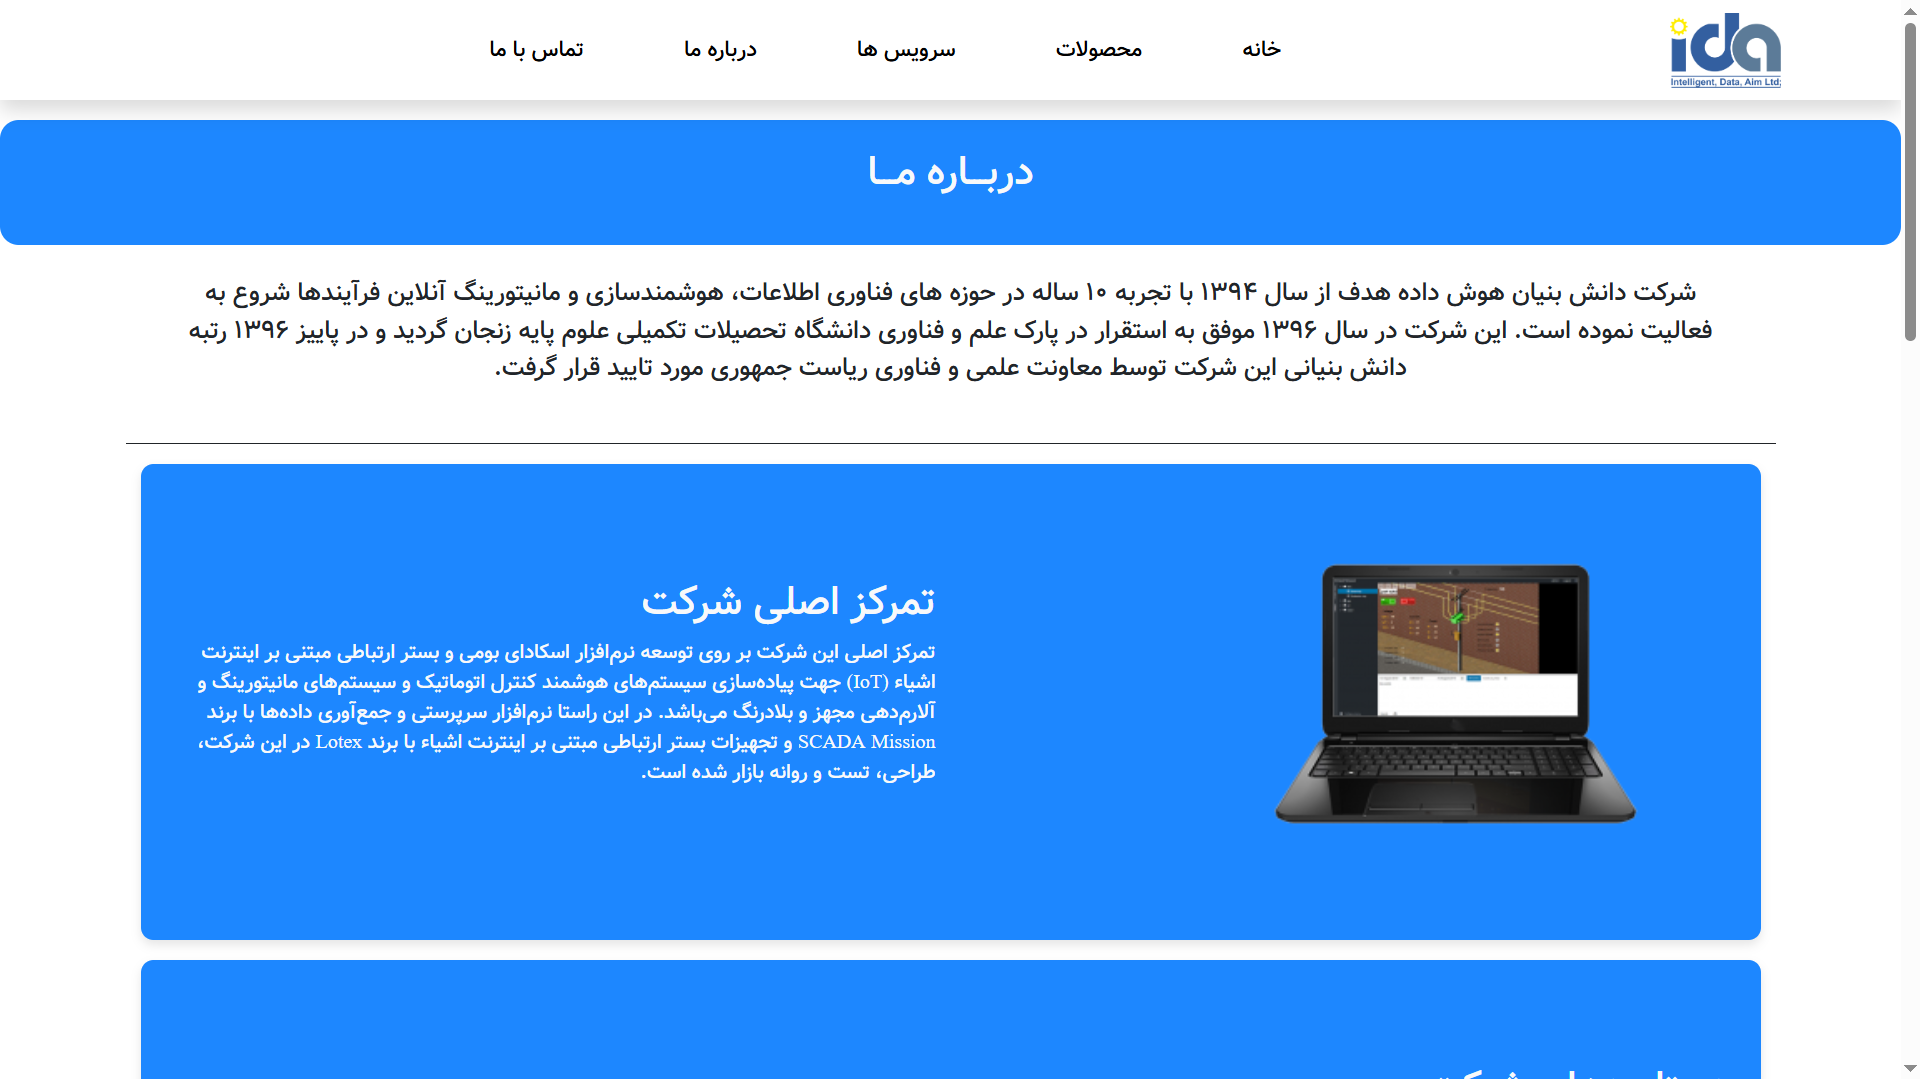 ida
Intelligent, Data, Aim Ltd;
خانه
محصولات
سرویس ها
درباره ما
تماس با ما
دربـاره مـا
شرکت دانش بنیان هوش داده هدف از سال ۱۳۹۴ با تجربه ۱۰ ساله در حوزه های فناوری اطلاعات، هوشمندسازی و مانیتورینگ آنلاین فرآیندها شروع به
فعالیت نموده است. این شرکت در سال ۱۳۹۶ موفق به استقرار در پارک علم و فناوری دانشگاه تحصیلات تکمیلی علوم پایه زنجان گردید و در پاییز ۱۳۹۶ رتبه
دانش بنیانی این شرکت توسط معاونت علمی و فناوری ریاست جمهوری مورد تایید قرار گرفت.
تمرکز اصلی شرکت
تمرکز اصلی این شرکت بر روی توسعه نرم‌افزار اسکادای بومی و بستر ارتباطی مبتنی بر اینترنت
اشیاء (IoT) جهت پیاده‌سازی سیستم‌های هوشمند کنترل اتوماتیک و سیستم‌های مانیتورینگ و
آلارم‌دهی مجهز و بلادرنگ می‌باشد. در این راستا نرم‌افزار سرپرستی و جمع‌آوری داده‌ها با برند
SCADA Mission و تجهیزات بستر ارتباطی مبتنی بر اینترنت اشیاء با برند Lotex در این شرکت،
طراحی، تست و روانه بازار شده است.